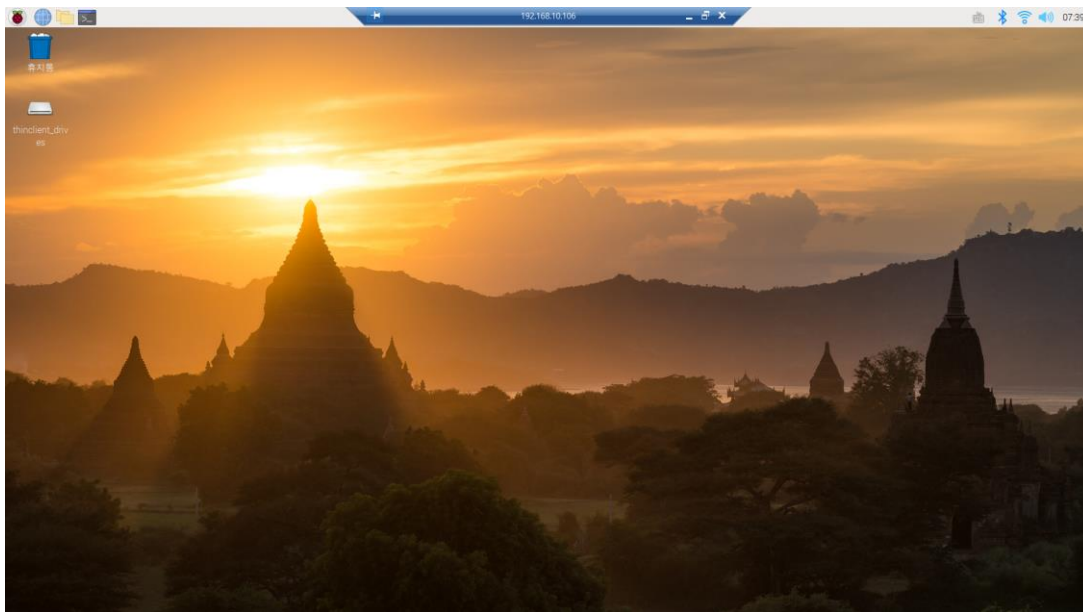 192.168.10.106
07:39
휴지통
thinclient_driv
es